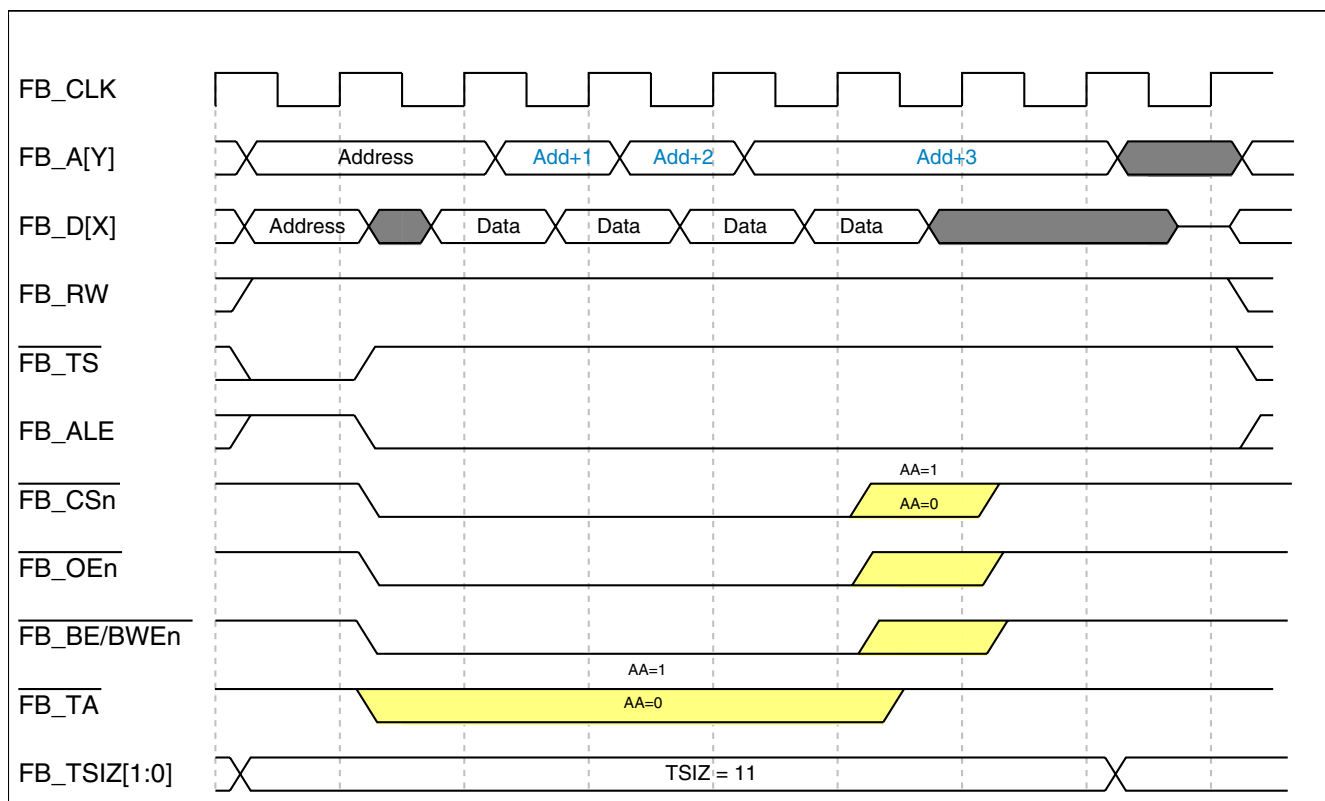 FB_CLK
FB_A[Y] Address Add+1 Add+2 Add+3
FB_D[X] Address Data Data Data Data
FB_RW
FB_TS
FB_ALE
AA=1
FB_CSn AA=0
FB_OEn
FB_BE/BWEn
AA=1
FB_TA AA=0
FB_TSIZ[1:0] TSIZ = 11